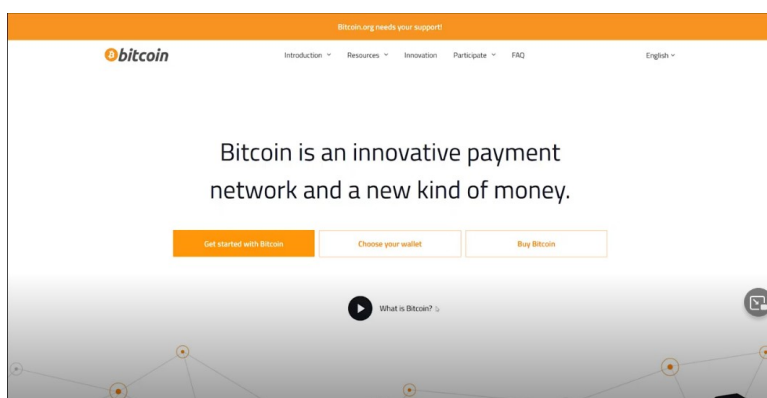 Bitcoin.org needs your support!
bitcoin
Introduction Resources Innovation Participate FAQ English
Bitcoin is an innovative payment
network and a new kind of money.
Get started with Bitcoin Choose your wallet Buy Bitcoin
What is Bitcoin?